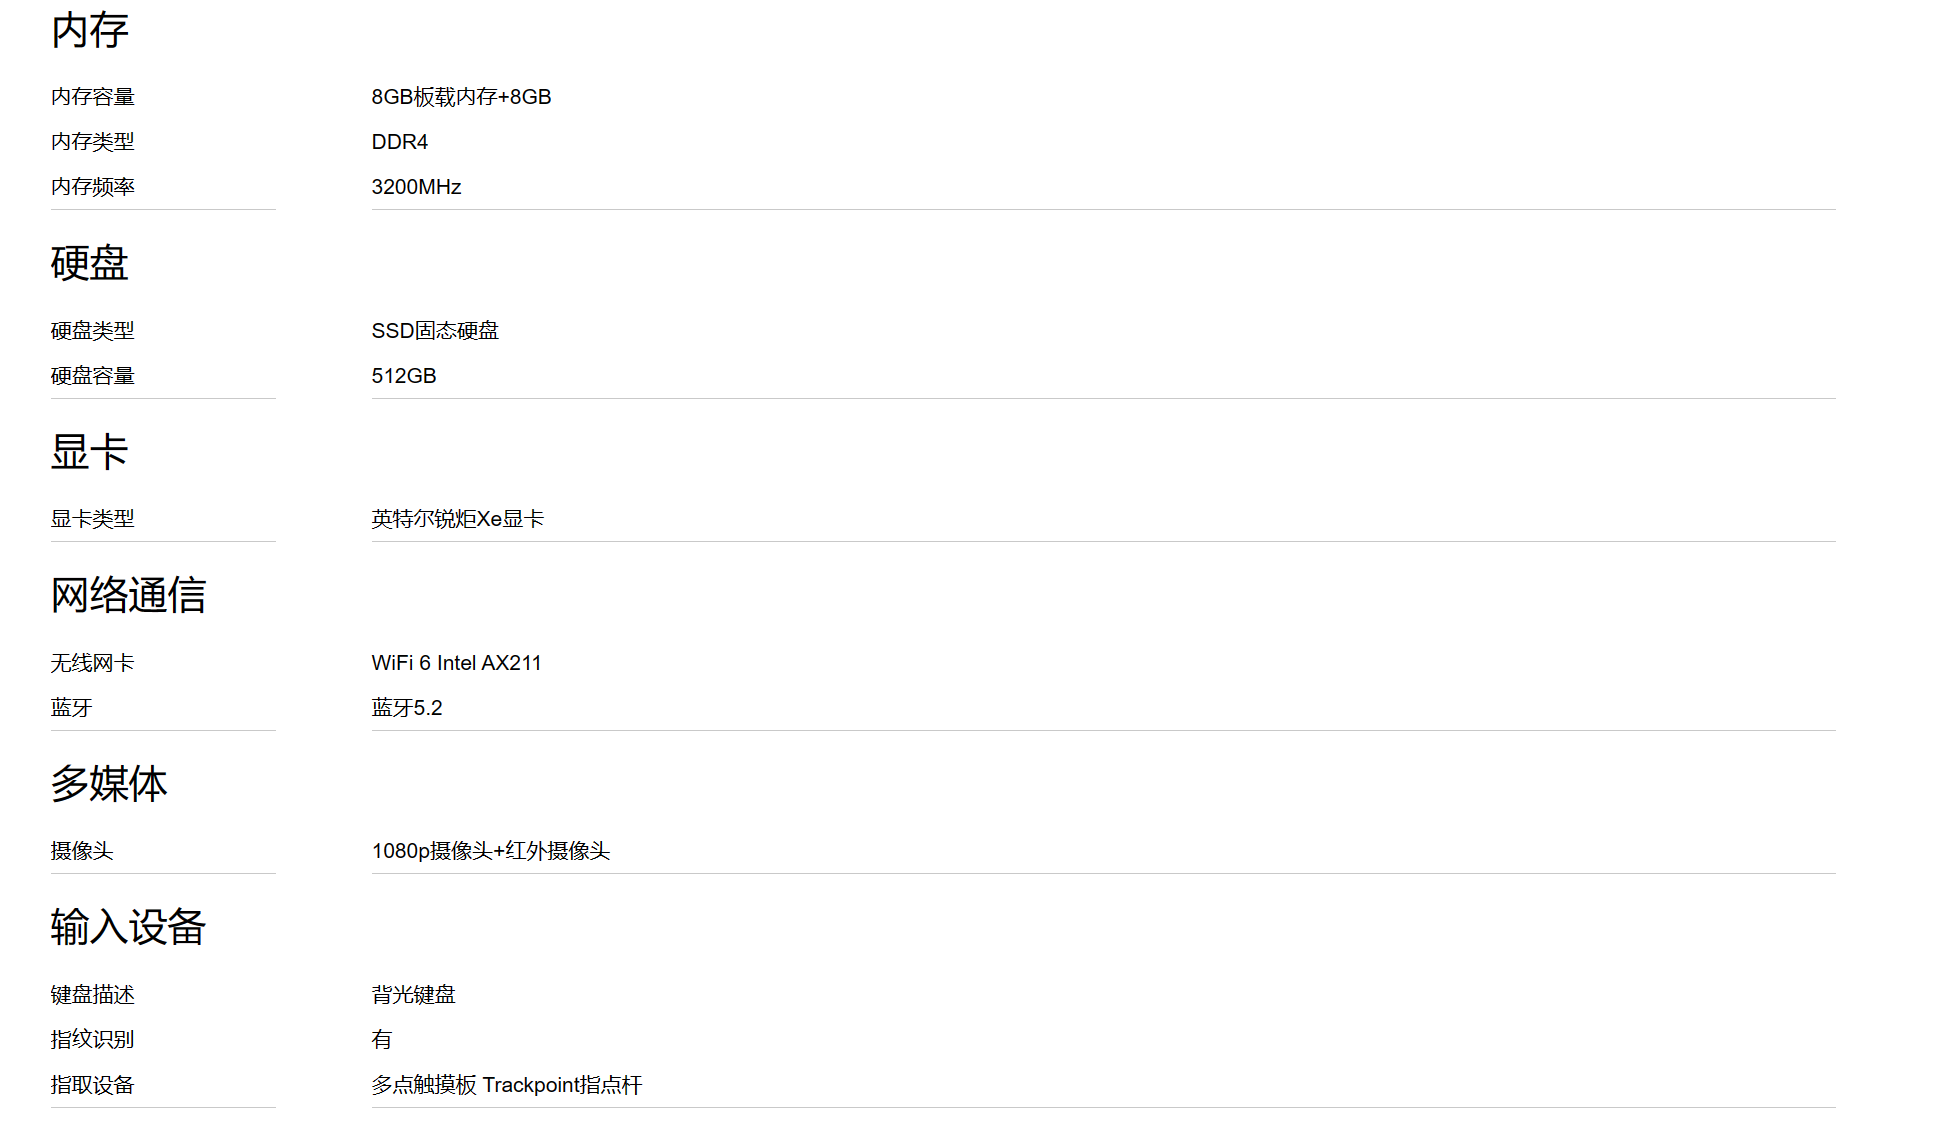 内存
内存容量 8GB板载内存+8GB
内存类型 DDR4
内存频率 3200MHz
硬盘
硬盘类型 SSD固态硬盘
硬盘容量 512GB
显卡
显卡类型 英特尔锐炬Xe显卡
网络通信
无线网卡 WiFi 6 Intel AX211
蓝牙 蓝牙5.2
多媒体
摄像头 1080p摄像头+红外摄像头
输入设备
键盘描述 背光键盘
指纹识别 有
指取设备 多点触摸板 Trackpoint指点杆